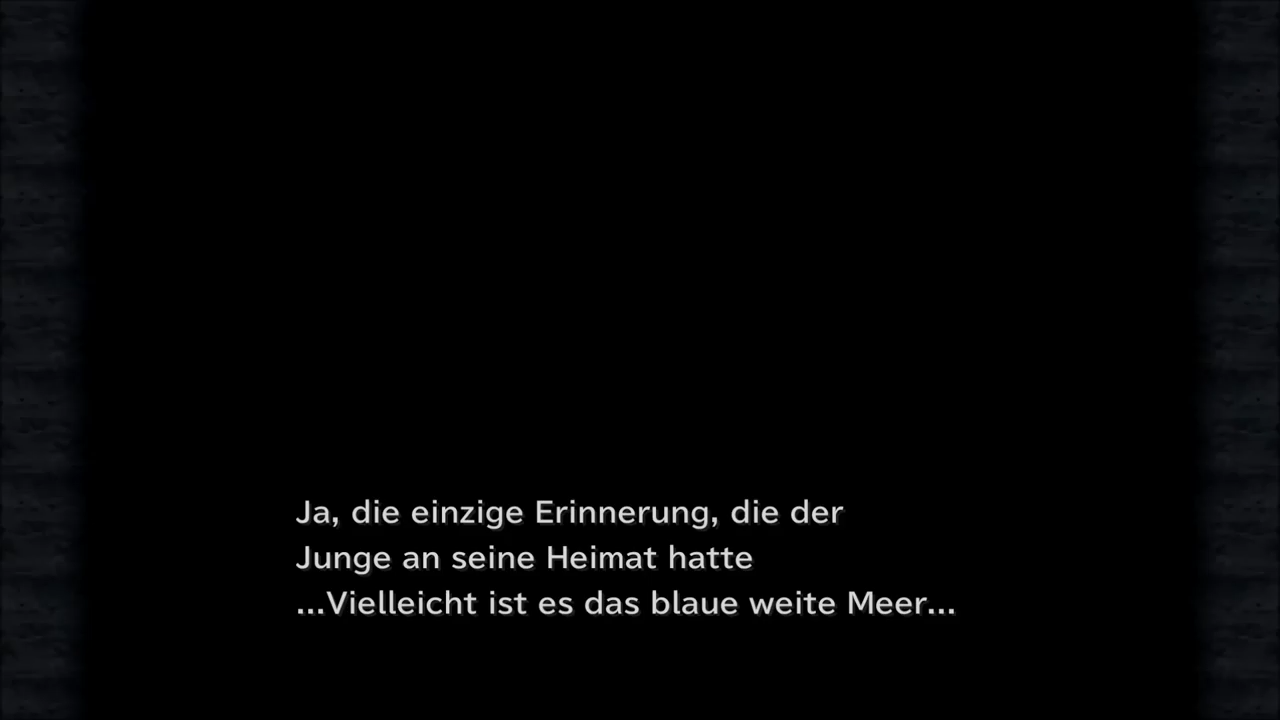 Ja, die einzige Erinnerung, die der
Junge an seine Heimat hatte
...Vielleicht ist es das blaue weite Meer...